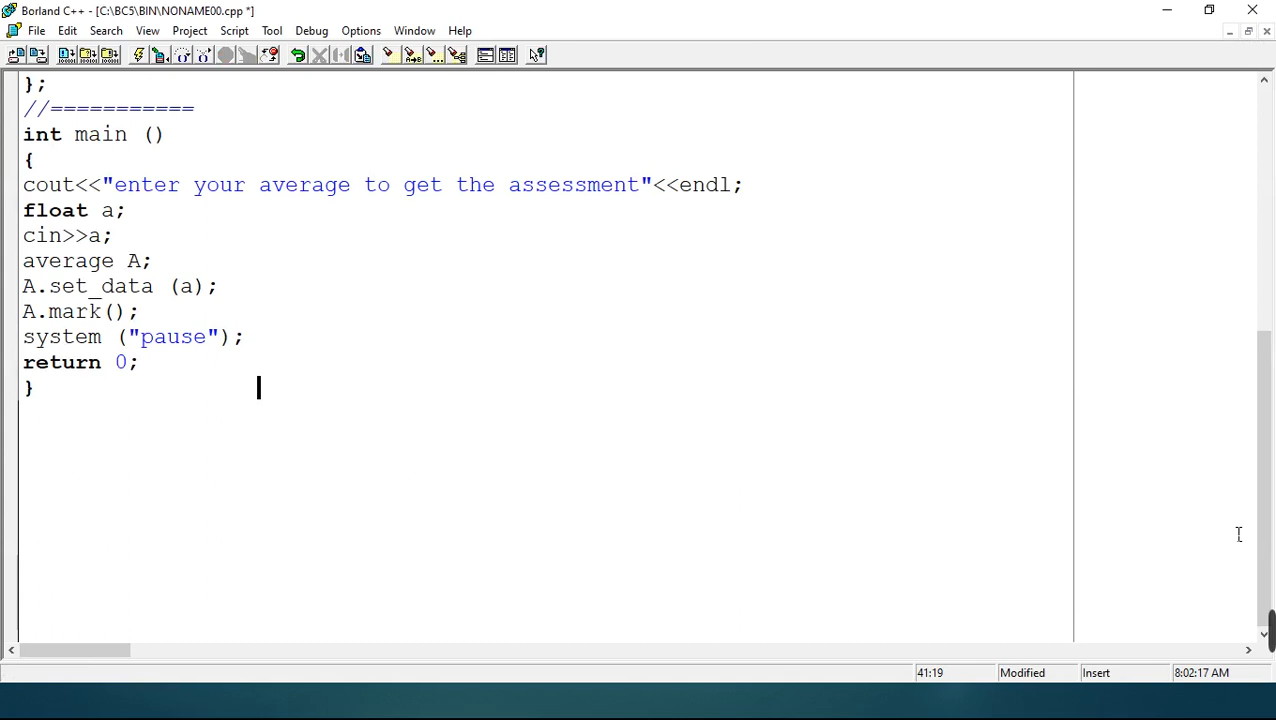 Borland C++ - [C:\BC5\BIN\NONAME00.cpp *]
File Edit Search View Project Script Tool Debug Options Window Help
};
//===========
int main ()
{
cout<<"enter your average to get the assessment"<<endl;
float a;
cin>>a;
average A;
A.set_data (a);
A.mark();
system ("pause");
return 0;
}
41:19 Modified Insert 8:02:17 AM